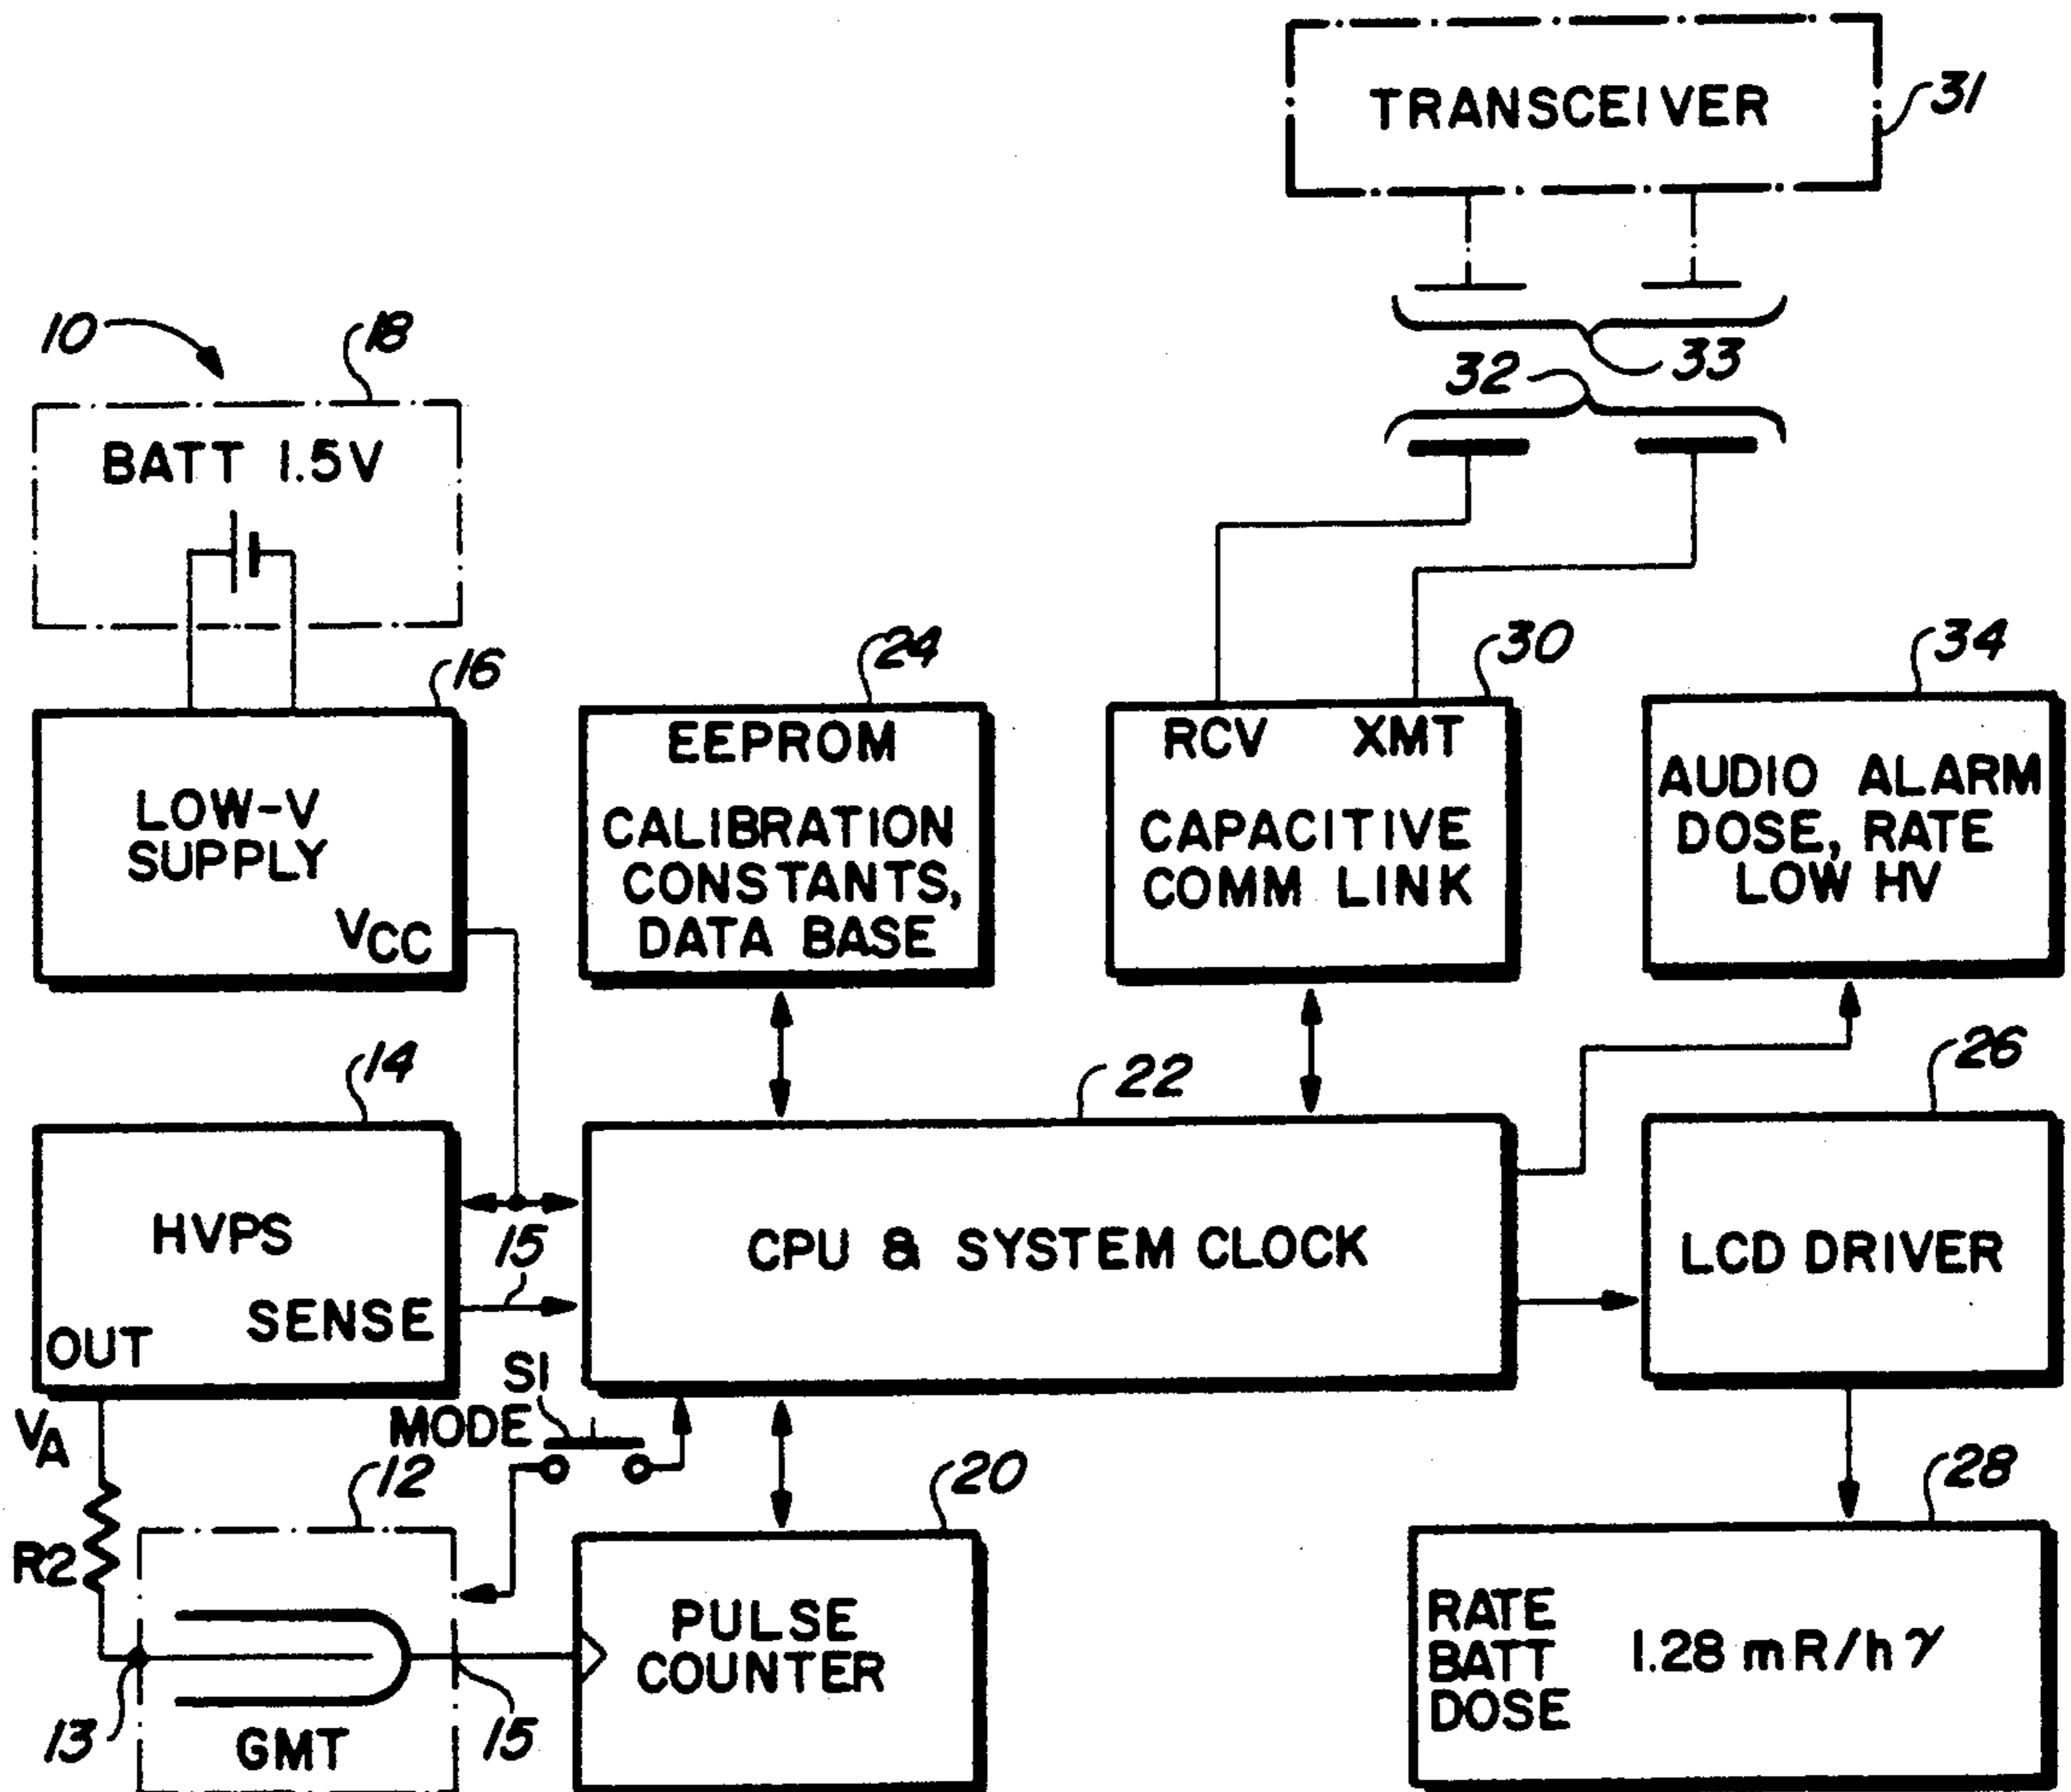 TRANSCEIVER
31
10
18
BATT 1.5V
32
33
16
LOW-V
SUPPLY
VCC
24
EEPROM
CALIBRATION
CONSTANTS,
DATA BASE
30
RCV XMT
CAPACITIVE
COMM LINK
34
AUDIO ALARM
DOSE, RATE
LOW HV
14
HVPS
SENSE
OUT
15
22
CPU & SYSTEM CLOCK
26
LCD DRIVER
VA
R2
S1
MODE
12
13
GMT
15
20
PULSE
COUNTER
28
RATE
BATT
DOSE
1.28 mR/h γ